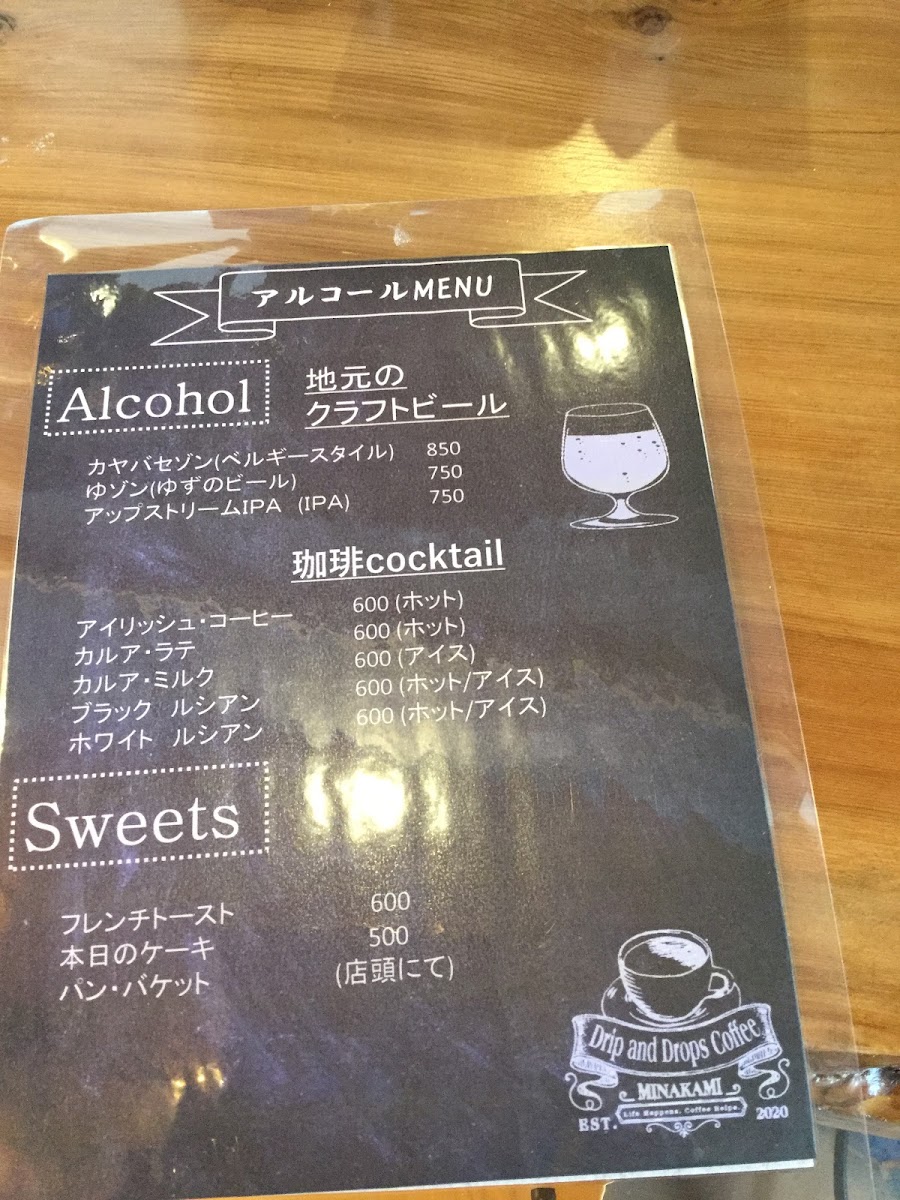 アルコールMENU
Alcohol
地元の
クラフトビール
カヤバセゾン(ベルギースタイル) 850
ゆゾン(ゆずのビール) 750
アップストリームIPA (IPA) 750
珈琲cocktail
アイリッシュ・コーヒー 600 (ホット)
カルア・ラテ 600 (ホット)
カルア・ミルク 600 (アイス)
ブラック ルシアン 600 (ホット/アイス)
ホワイト ルシアン 600 (ホット/アイス)
Sweets
フレンチトースト 600
本日のケーキ 500
パン・バケット (店頭にて)
Drip and Drops Coffee
MINAKAMI
Life Happens. Coffee Helps.
EST. 2020